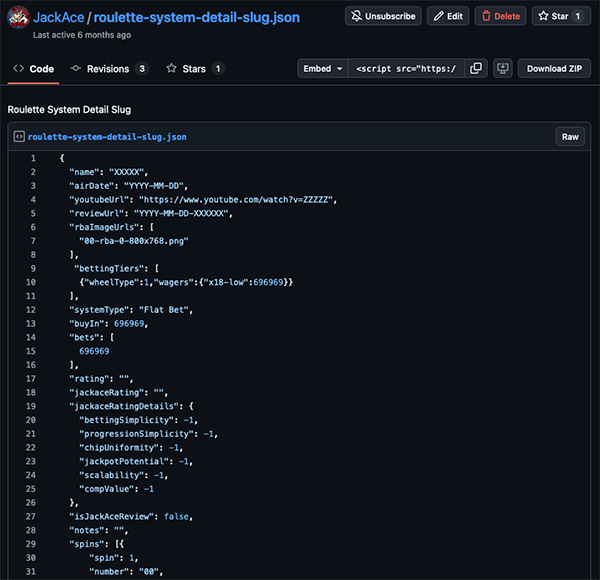 JackAce / roulette-system-detail-slug.json
Unsubscribe
Edit
Delete
Star 1
Last active 6 months ago
<> Code
Revisions 3
Stars 1
Embed
<script src="https:/
Download ZIP
Roulette System Detail Slug
roulette-system-detail-slug.json
Raw
1 {
2 "name": "XXXXX",
3 "airDate": "YYYY-MM-DD",
4 "youtubeUrl": "https://www.youtube.com/watch?v=ZZZZZ",
5 "reviewUrl": "YYYY-MM-DD-XXXXXX",
6 "rbaImageUrls": [
7 "00-rba-0-800x768.png"
8 ],
9 "bettingTiers": [
10 {"wheelType":1,"wagers":{"x18-low":696969}}
11 ],
12 "systemType": "Flat Bet",
13 "buyIn": 696969,
14 "bets": [
15 696969
16 ],
17 "rating": "",
18 "jackaceRating": "",
19 "jackaceRatingDetails": {
20 "bettingSimplicity": -1,
21 "progressionSimplicity": -1,
22 "chipUniformity": -1,
23 "jackpotPotential": -1,
24 "scalability": -1,
25 "compValue": -1
26 },
27 "isJackAceReview": false,
28 "notes": "",
29 "spins": [{
30 "spin": 1,
31 "number": "00",